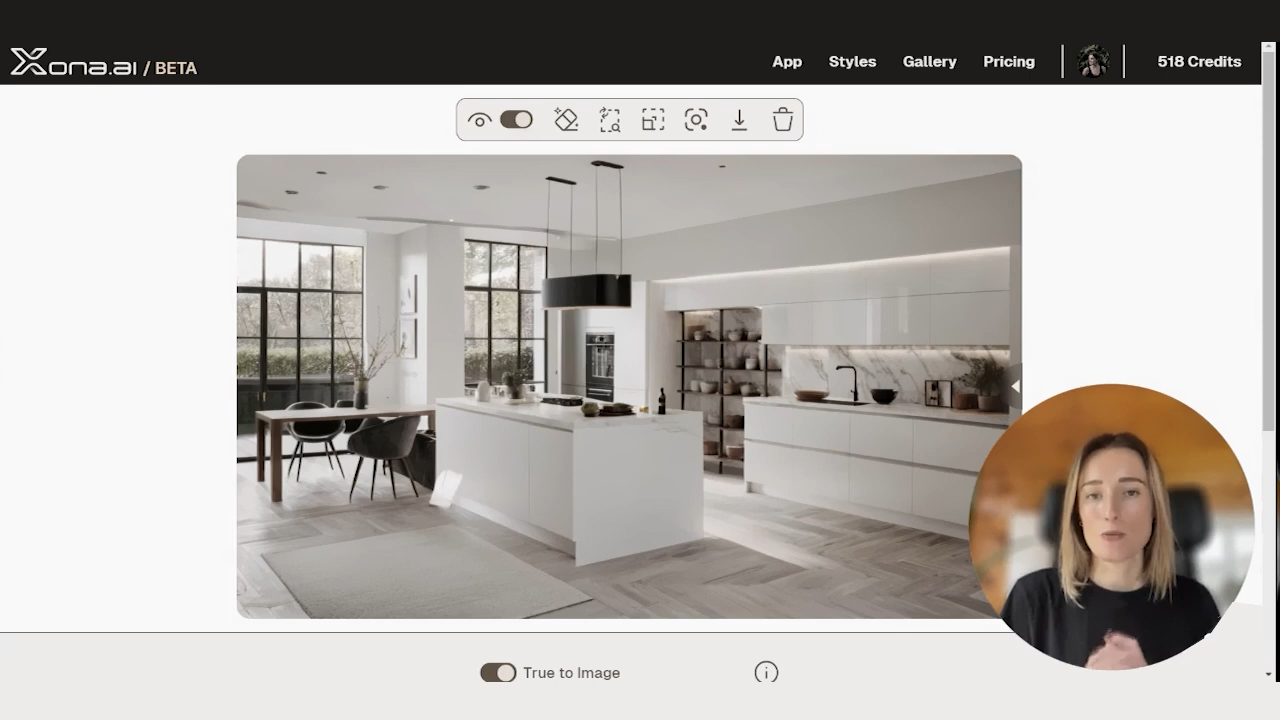 Xona.ai / BETA
App Styles Gallery Pricing 518 Credits
True to Image